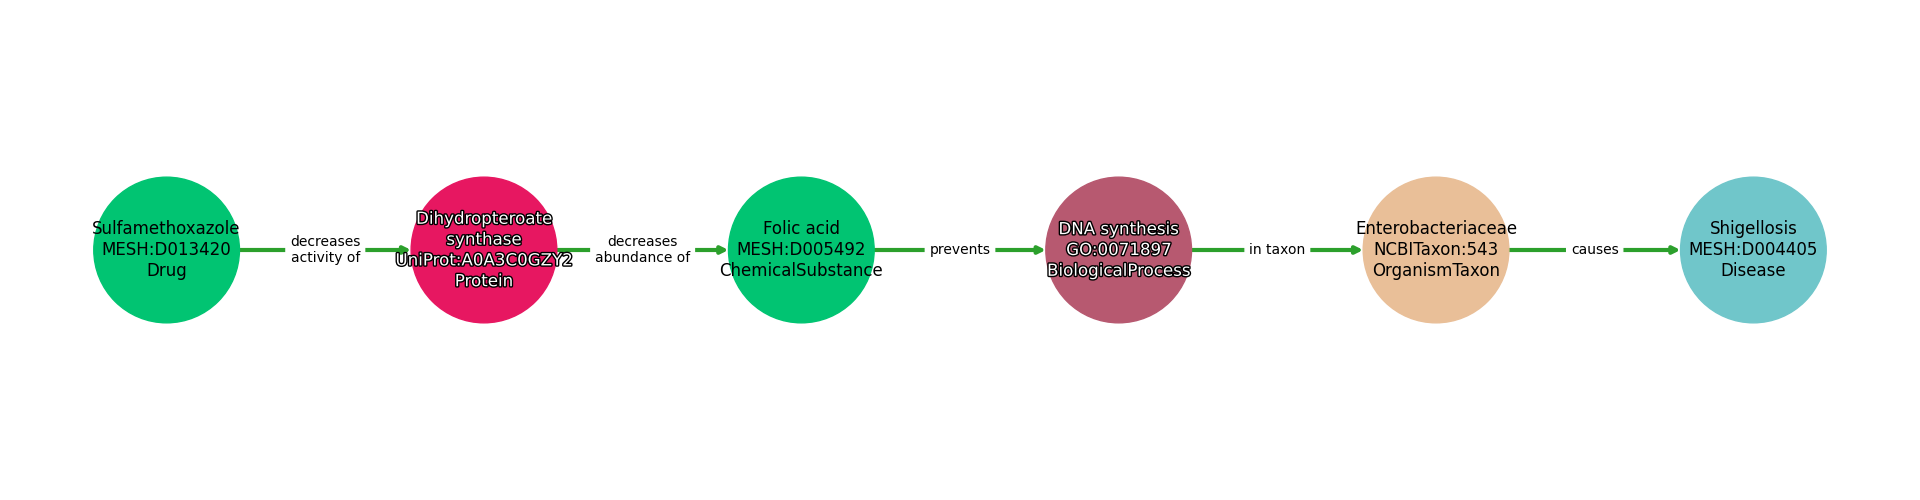 Sulfamethoxazole
MESH:D013420
Drug
decreases
activity of
Dihydropteroate
synthase
UniProt:A0A3C0GZY2
Protein
decreases
abundance of
Folic acid
MESH:D005492
ChemicalSubstance
prevents
DNA synthesis
GO:0071897
BiologicalProcess
in taxon
Enterobacteriaceae
NCBITaxon:543
OrganismTaxon
causes
Shigellosis
MESH:D004405
Disease